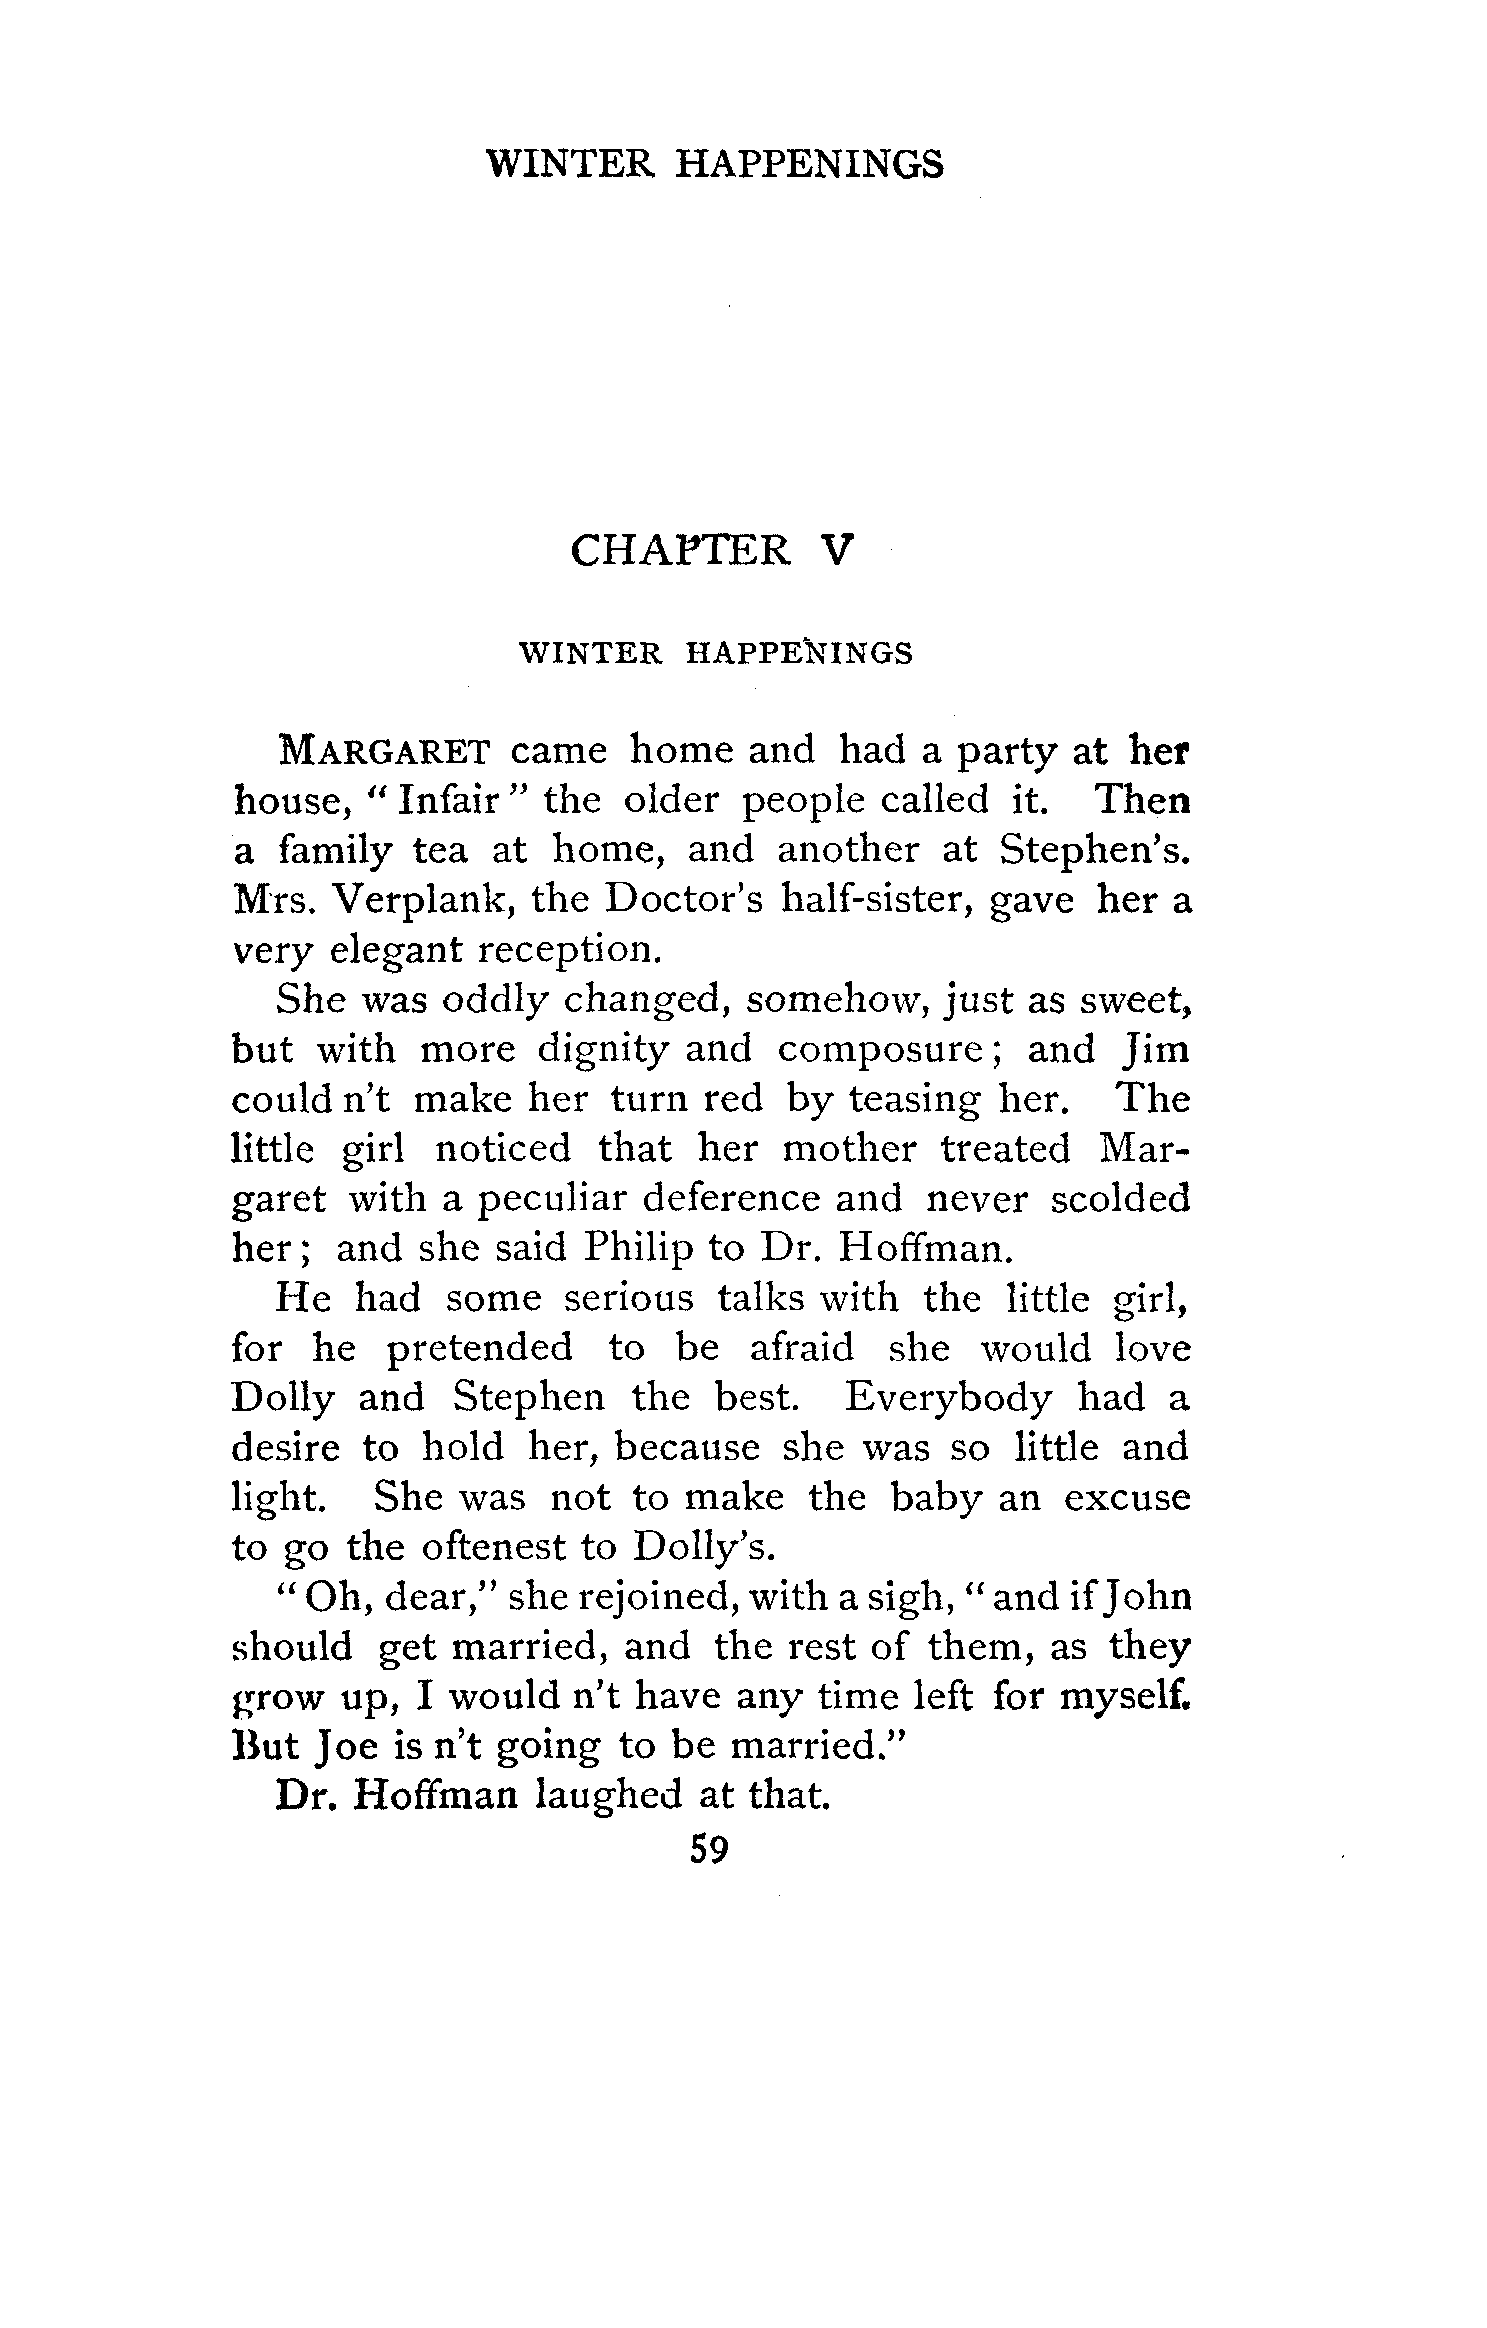 WINTER HAPPENINGS
CHAPTER V
WINTER HAPPENINGS
MARGARET came home and had a party at her
house, “ Infair ” the older people called it. Then
a family tea at home, and another at Stephen's.
Mrs. Verplank, the Doctor's half-sister, gave her a
very elegant reception.
She was oddly changed, somehow, just as sweet,
but with more dignity and composure ; and Jim
could n't make her turn red by teasing her. The
little girl noticed that her mother treated Mar-
garet with a peculiar deference and never scolded
her ; and she said Philip to Dr. Hoffman.
He had some serious talks with the little girl,
for he pretended to be afraid she would love
Dolly and Stephen the best. Everybody had a
desire to hold her, because she was so little and
light. She was not to make the baby an excuse
to go the oftenest to Dolly's.
“ Oh, dear,” she rejoined, with a sigh, “ and if John
should get married, and the rest of them, as they
grow up, I would n't have any time left for myself.
But Joe is n't going to be married.”
Dr. Hoffman laughed at that.
59